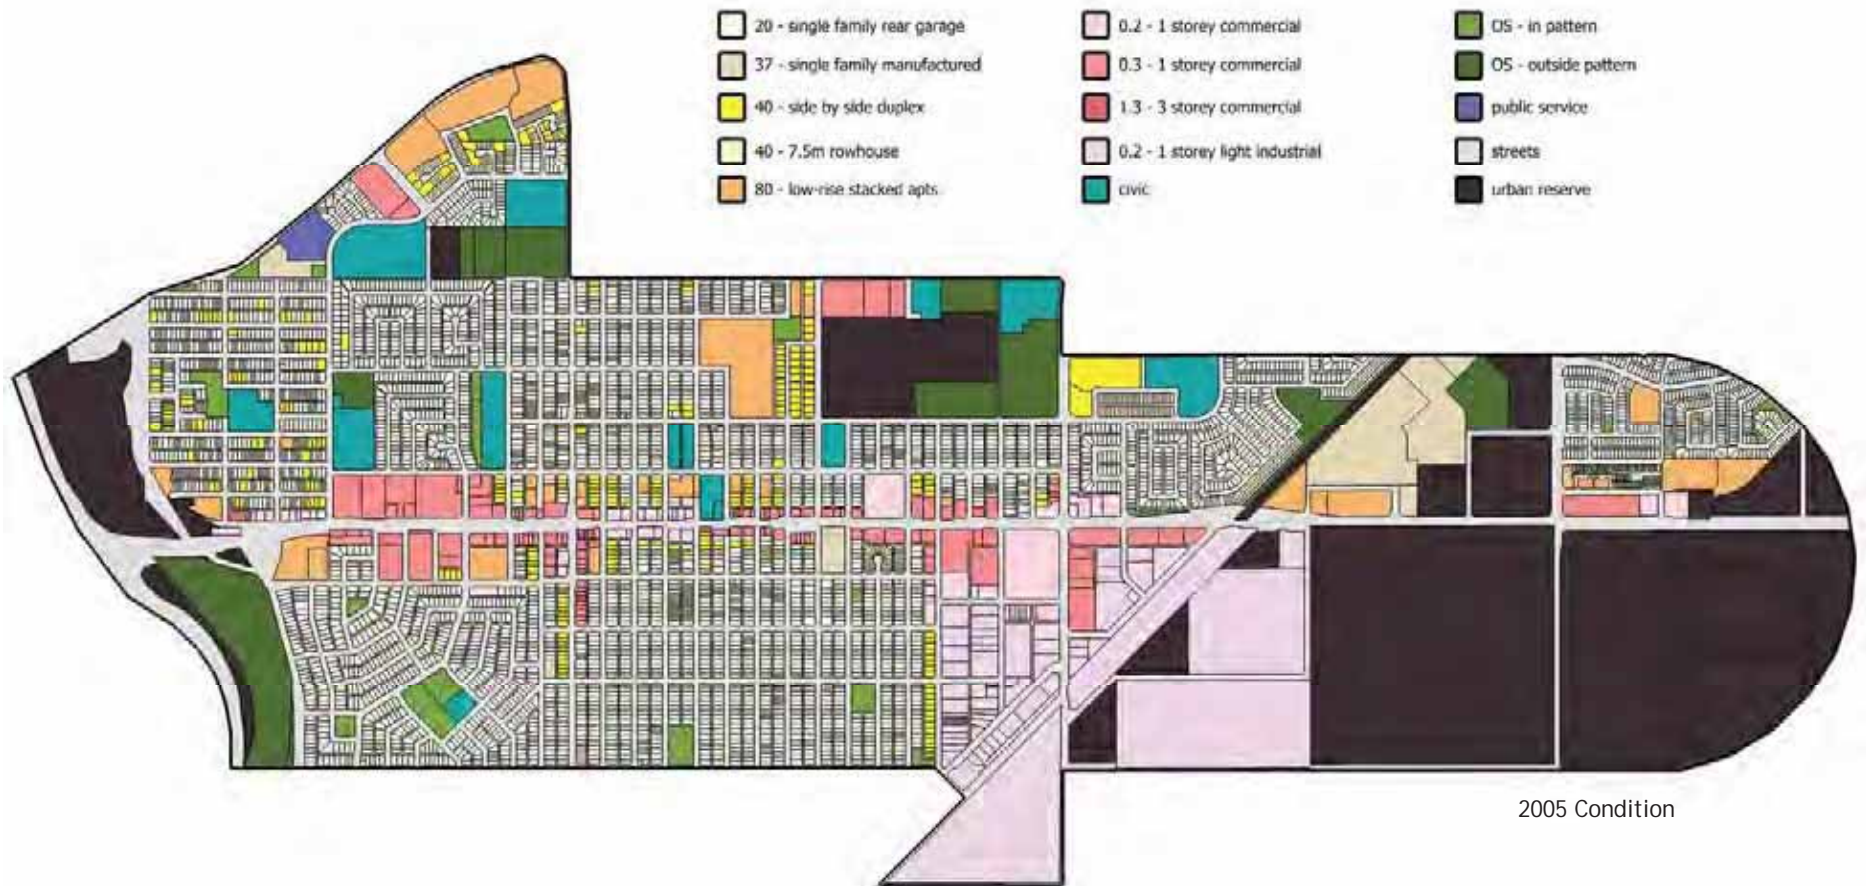 20 - single family rear garage
37 - single family manufactured
40 - side by side duplex
40 - 7.5m rowhouse
80 - low-rise stacked apts
0.2 - 1 storey commercial
0.3 - 1 storey commercial
1.3 - 3 storey commercial
0.2 - 1 storey light industrial
civic
OS - in pattern
OS - outside pattern
public service
streets
urban reserve
2005 Condition